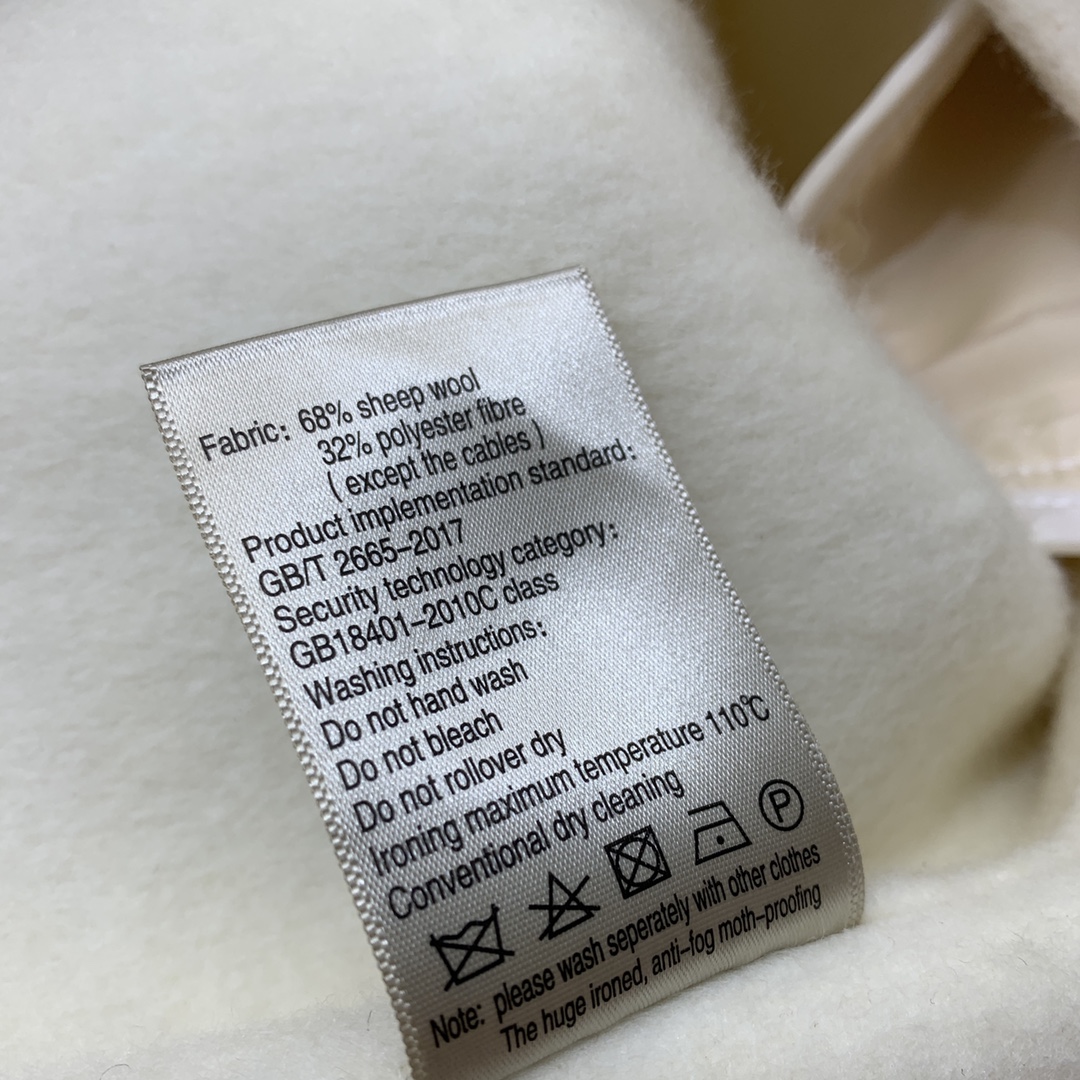 Fabric: 68% sheep wool
32% polyester fibre
( except the cables )
Product implementation standard:
GB/T 2665-2017
Security technology category:
GB18401-2010C class
Washing instructions:
Do not hand wash
Do not bleach
Do not rollover dry
Ironing maximum temperature 110℃
Conventional dry cleaning
P
Note: please wash seperately with other clothes
The huge ironed, anti-fog moth-proofing